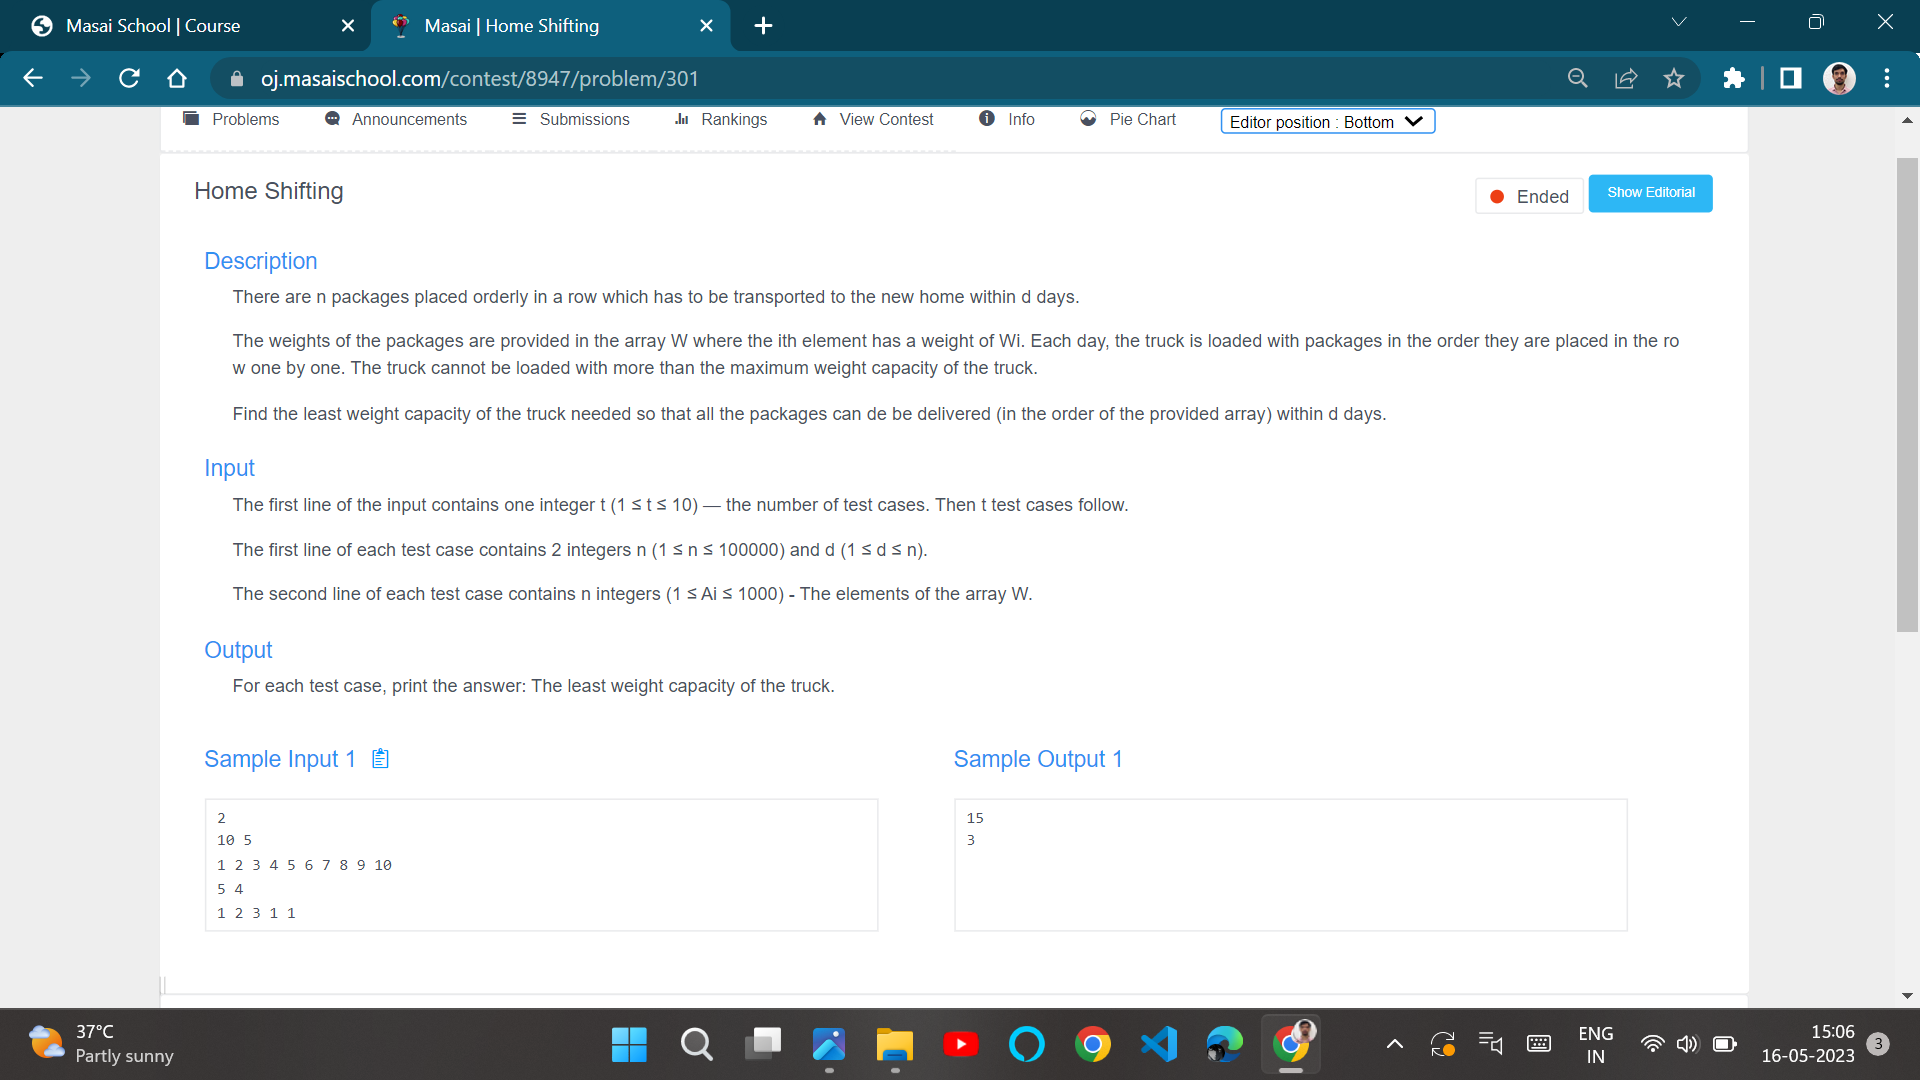 Masai School | Course
Masai | Home Shifting
oj.masaischool.com/contest/8947/problem/301
Problems
Announcements
Submissions
Rankings
View Contest
Info
Pie Chart
Editor position : Bottom
Home Shifting
Ended
Show Editorial
Description
There are n packages placed orderly in a row which has to be transported to the new home within d days.
The weights of the packages are provided in the array W where the ith element has a weight of Wi. Each day, the truck is loaded with packages in the order they are placed in the ro
w one by one. The truck cannot be loaded with more than the maximum weight capacity of the truck.
Find the least weight capacity of the truck needed so that all the packages can de be delivered (in the order of the provided array) within d days.
Input
The first line of the input contains one integer t (1 ≤ t ≤ 10) — the number of test cases. Then t test cases follow.
The first line of each test case contains 2 integers n (1 ≤ n ≤ 100000) and d (1 ≤ d ≤ n).
The second line of each test case contains n integers (1 ≤ Ai ≤ 1000) - The elements of the array W.
Output
For each test case, print the answer: The least weight capacity of the truck.
Sample Input 1
2
10 5
1 2 3 4 5 6 7 8 9 10
5 4
1 2 3 1 1
Sample Output 1
15
3
37°C
Partly sunny
ENG
IN
15:06
16-05-2023
3